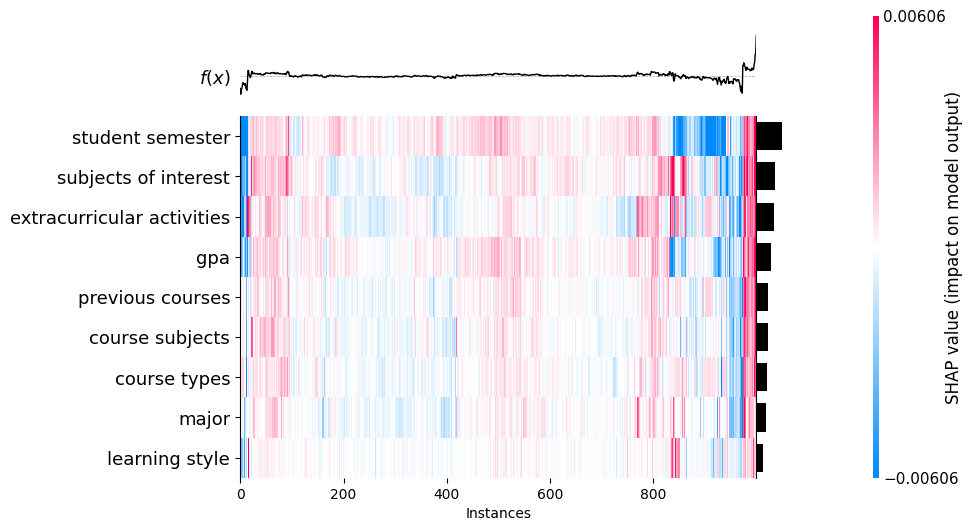 0.00606
f(x)
student semester
subjects of interest
extracurricular activities
gpa
previous courses
course subjects
course types
major
learning style
SHAP value (impact on model output)
−0.00606
0 200 400 600 800
Instances